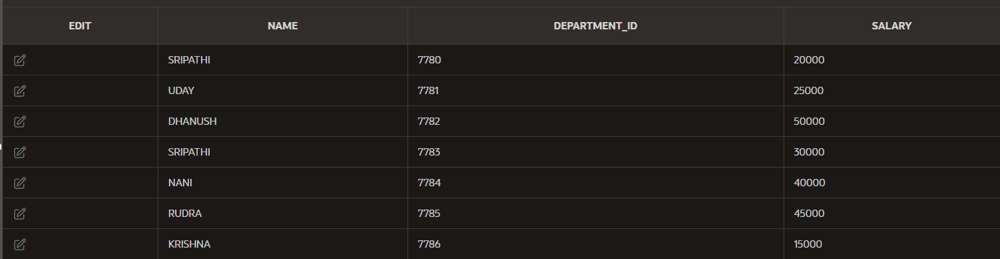 EDIT NAME DEPARTMENT_ID SALARY
SRIPATHI 7780 20000
UDAY 7781 25000
DHANUSH 7782 50000
SRIPATHI 7783 30000
NANI 7784 40000
RUDRA 7785 45000
KRISHNA 7786 15000